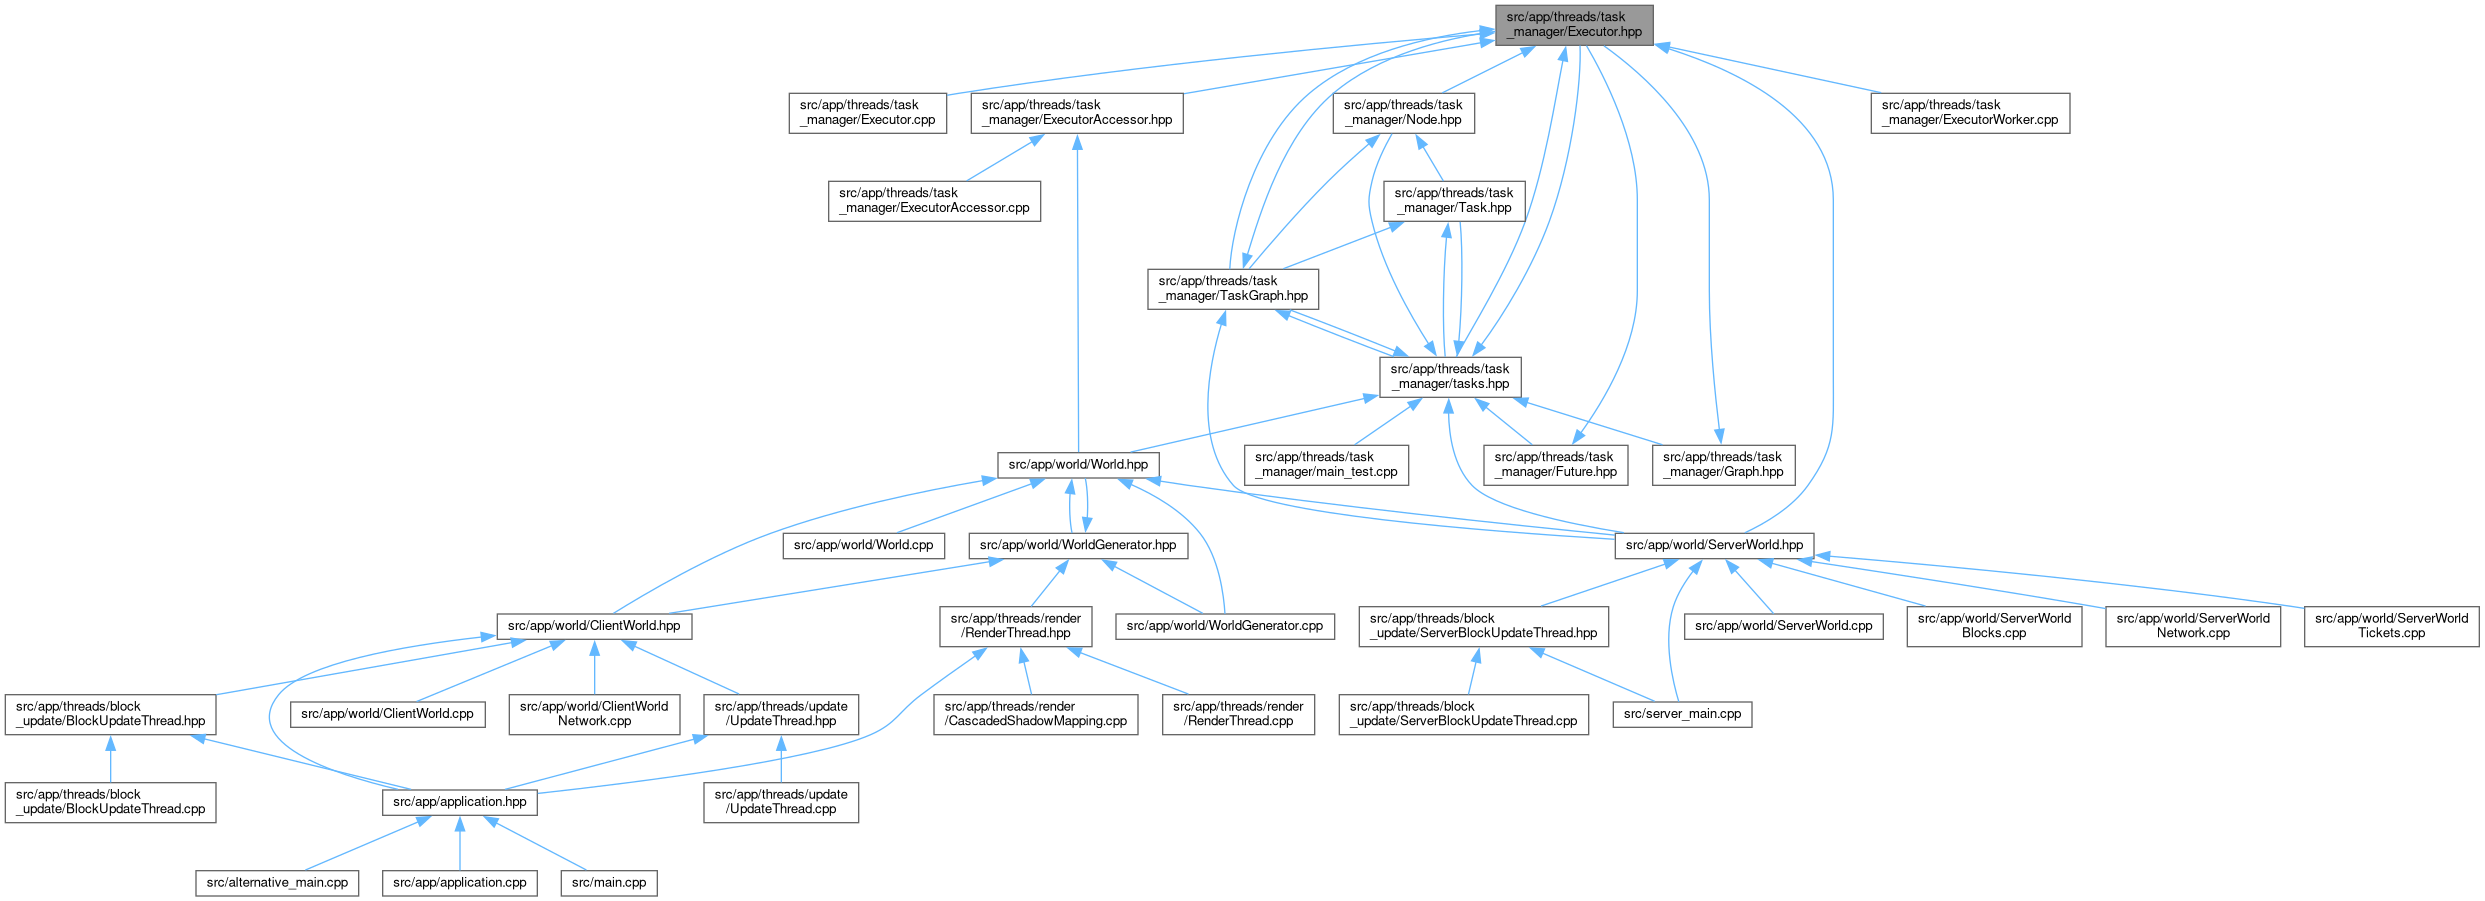 src/app/threads/task
_manager/Executor.hpp
src/app/threads/task
_manager/Executor.cpp
src/app/threads/task
_manager/ExecutorAccessor.hpp
src/app/threads/task
_manager/Node.hpp
src/app/threads/task
_manager/ExecutorWorker.cpp
src/app/threads/task
_manager/ExecutorAccessor.cpp
src/app/threads/task
_manager/Task.hpp
src/app/threads/task
_manager/TaskGraph.hpp
src/app/threads/task
_manager/tasks.hpp
src/app/world/World.hpp
src/app/threads/task
_manager/main_test.cpp
src/app/threads/task
_manager/Future.hpp
src/app/threads/task
_manager/Graph.hpp
src/app/world/World.cpp
src/app/world/WorldGenerator.hpp
src/app/world/ServerWorld.hpp
src/app/world/ClientWorld.hpp
src/app/threads/render
/RenderThread.hpp
src/app/world/WorldGenerator.cpp
src/app/threads/block
_update/ServerBlockUpdateThread.hpp
src/app/world/ServerWorld.cpp
src/app/world/ServerWorld
Blocks.cpp
src/app/world/ServerWorld
Network.cpp
src/app/world/ServerWorld
Tickets.cpp
src/app/threads/block
_update/BlockUpdateThread.hpp
src/app/world/ClientWorld.cpp
src/app/world/ClientWorld
Network.cpp
src/app/threads/update
/UpdateThread.hpp
src/app/threads/render
/CascadedShadowMapping.cpp
src/app/threads/render
/RenderThread.cpp
src/app/threads/block
_update/ServerBlockUpdateThread.cpp
src/server_main.cpp
src/app/threads/block
_update/BlockUpdateThread.cpp
src/app/application.hpp
src/app/threads/update
/UpdateThread.cpp
src/alternative_main.cpp
src/app/application.cpp
src/main.cpp